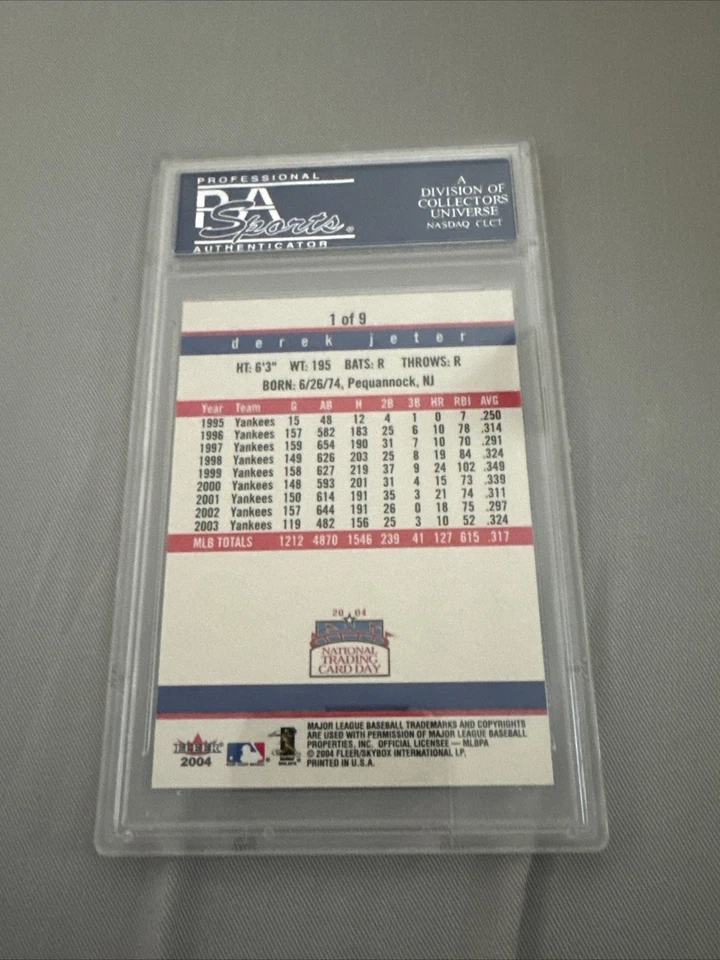 PROFESSIONAL
PSA
Sports®
AUTHENTICATOR
A
DIVISION OF
COLLECTORS
UNIVERSE
NASDAQ CLCT
1 of 9
derek jeter
HT: 6'3" WT: 195 BATS: R THROWS: R
BORN: 6/26/74, Pequannock, NJ
Year Team G AB H 2B 3B HR RBI AVG
1995 Yankees 15 48 12 4 1 0 7 .250
1996 Yankees 157 582 183 25 6 10 78 .314
1997 Yankees 159 654 190 31 7 10 70 .291
1998 Yankees 149 626 203 25 8 19 84 .324
1999 Yankees 158 627 219 37 9 24 102 .349
2000 Yankees 148 593 201 31 4 15 73 .339
2001 Yankees 150 614 191 35 3 21 74 .311
2002 Yankees 157 644 191 26 0 18 75 .297
2003 Yankees 119 482 156 25 3 10 52 .324
MLB TOTALS 1212 4870 1546 239 41 127 615 .317
20 04
NATIONAL
TRADING
CARD DAY
MAJOR LEAGUE BASEBALL TRADEMARKS AND COPYRIGHTS
ARE USED WITH PERMISSION OF MAJOR LEAGUE BASEBALL
PROPERTIES, INC. OFFICIAL LICENSEE — MLBPA
© 2004 FLEER/SKYBOX INTERNATIONAL LP.
PRINTED IN U.S.A.
FLEER
2004